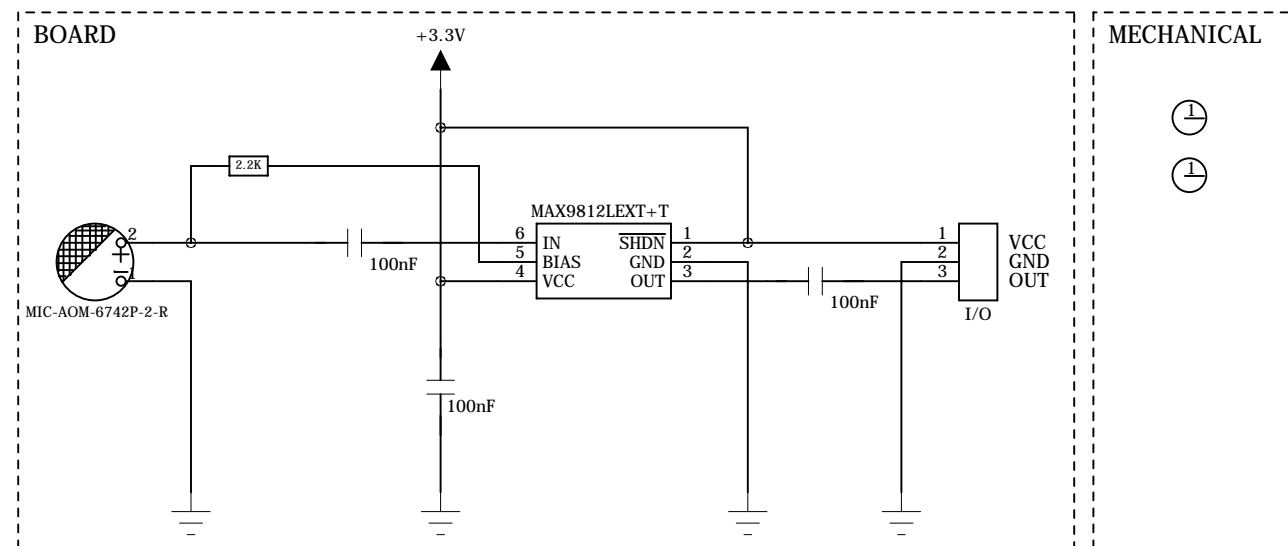 BOARD
MECHANICAL
+3.3V
1
1
2.2K
MAX9812LEXT+T
2
1
+
-
MIC-AOM-6742P-2-R
100nF
6 IN SHDN 1
5 BIAS GND 2
4 VCC OUT 3
100nF
1 VCC
2 GND
3 OUT
I/O
100nF